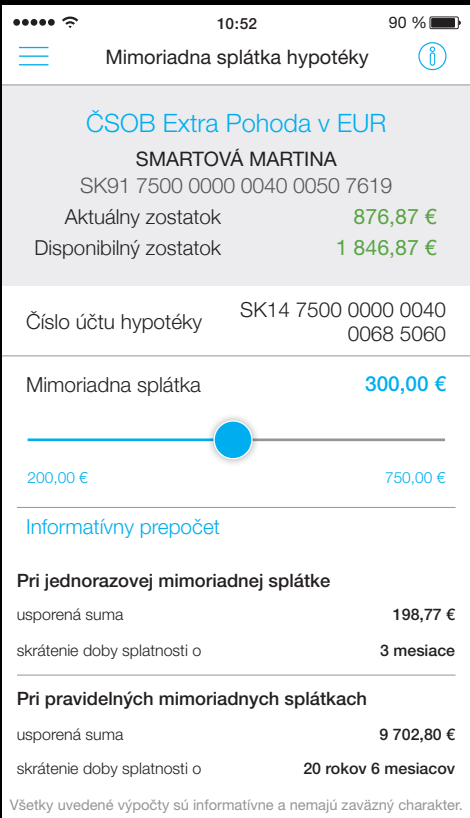 10:52
90 %
Mimoriadna splátka hypotéky
ČSOB Extra Pohoda v EUR
SMARTOVÁ MARTINA
SK91 7500 0000 0040 0050 7619
Aktuálny zostatok 876,87 €
Disponibilný zostatok 1 846,87 €
Číslo účtu hypotéky SK14 7500 0000 0040
0068 5060
Mimoriadna splátka 300,00 €
200,00 € 750,00 €
Informatívny prepočet
Pri jednorazovej mimoriadnej splátke
usporená suma 198,77 €
skrátenie doby splatnosti o 3 mesiace
Pri pravidelných mimoriadnych splátkach
usporená suma 9 702,80 €
skrátenie doby splatnosti o 20 rokov 6 mesiacov
Všetky uvedené výpočty sú informatívne a nemajú zaväzný charakter.